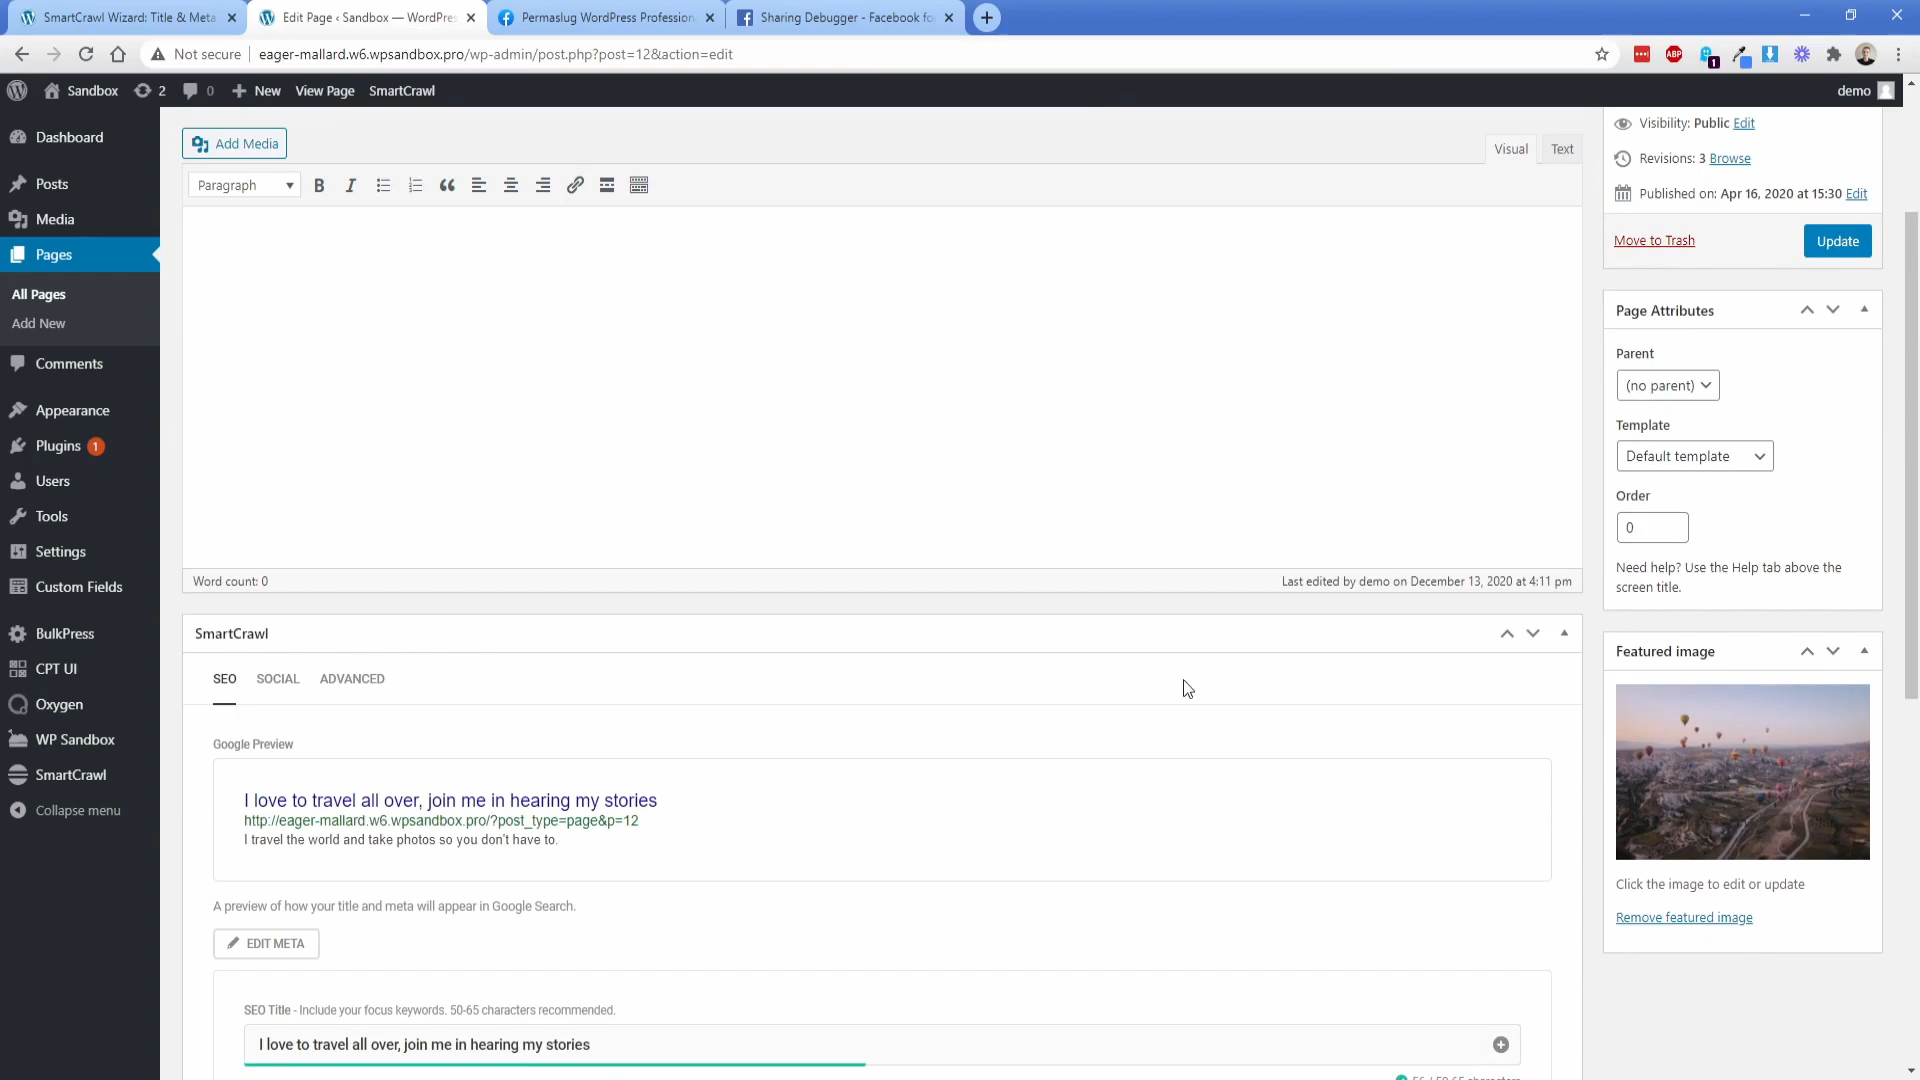 SmartCrawl Wizard: Title & Meta
Edit Page ‹ Sandbox — WordPres
Permaslug WordPress Profession
Sharing Debugger - Facebook fo
Not secure
eager-mallard.w6.wpsandbox.pro/wp-admin/post.php?post=12&action=edit
ABP
1
Sandbox
2
0
New
View Page
SmartCrawl
demo
Dashboard
Posts
Media
Pages
All Pages
Add New
Comments
Appearance
Plugins 1
Users
Tools
Settings
Custom Fields
BulkPress
CPT UI
Oxygen
WP Sandbox
SmartCrawl
Collapse menu
Add Media
Visual
Text
Paragraph
B
I
Word count: 0
Last edited by demo on December 13, 2020 at 4:11 pm
SmartCrawl
SEO
SOCIAL
ADVANCED
Google Preview
I love to travel all over, join me in hearing my stories
http://eager-mallard.w6.wpsandbox.pro/?post_type=page&p=12
I travel the world and take photos so you don't have to.
A preview of how your title and meta will appear in Google Search.
EDIT META
SEO Title - Include your focus keywords. 50-65 characters recommended.
I love to travel all over, join me in hearing my stories
Visibility: Public Edit
Revisions: 3 Browse
Published on: Apr 16, 2020 at 15:30 Edit
Move to Trash
Update
Page Attributes
Parent
(no parent)
Template
Default template
Order
0
Need help? Use the Help tab above the
screen title.
Featured image
Click the image to edit or update
Remove featured image